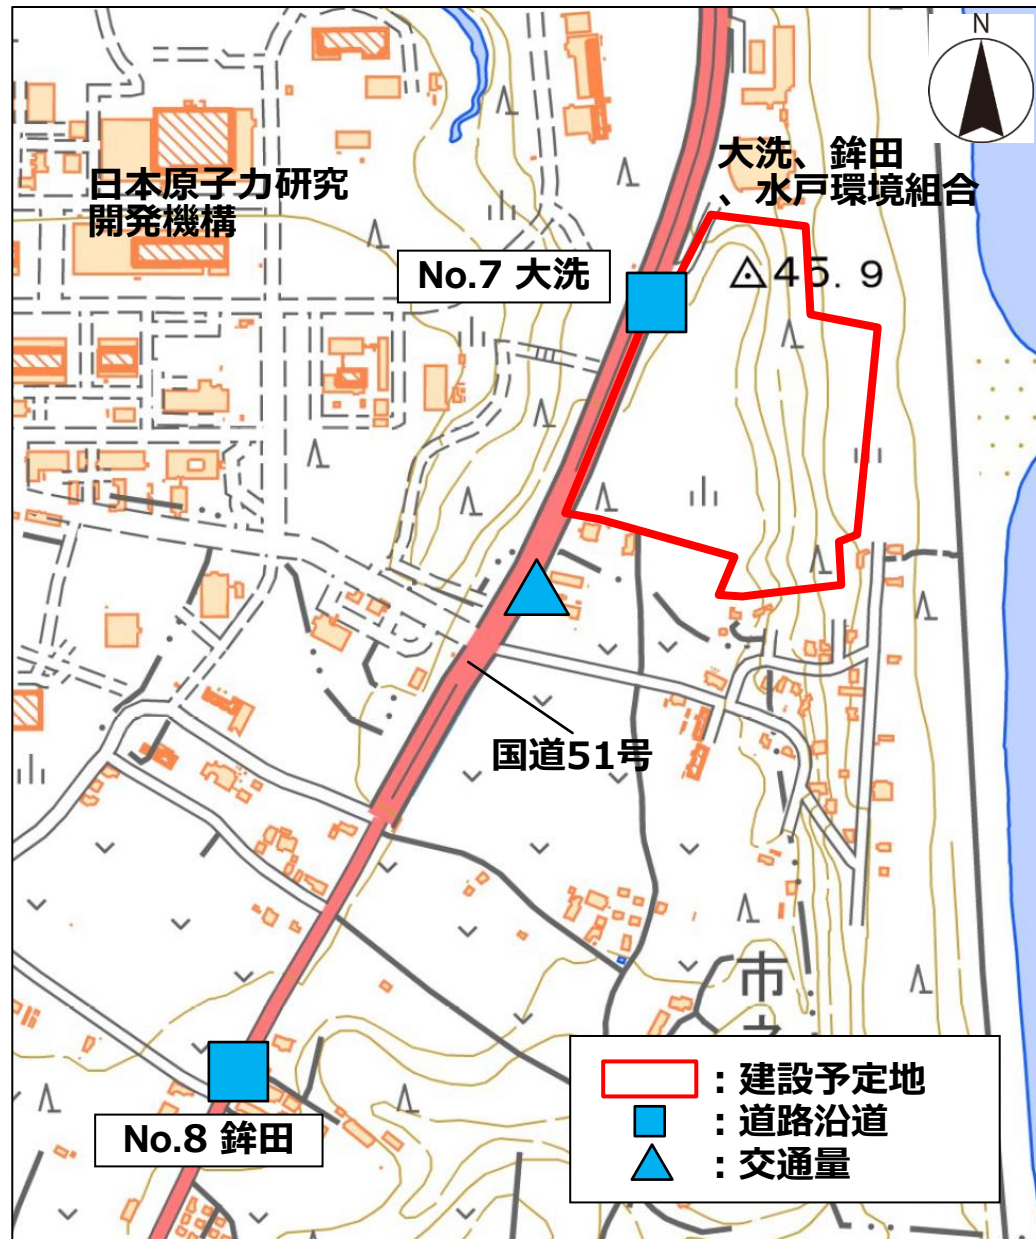 N
大洗、鉾田
、水戸環境組合
日本原子力研究
開発機構
No.7 大洗
45.9
国道51号
市
No.8 鉾田
：建設予定地
：道路沿道
：交通量